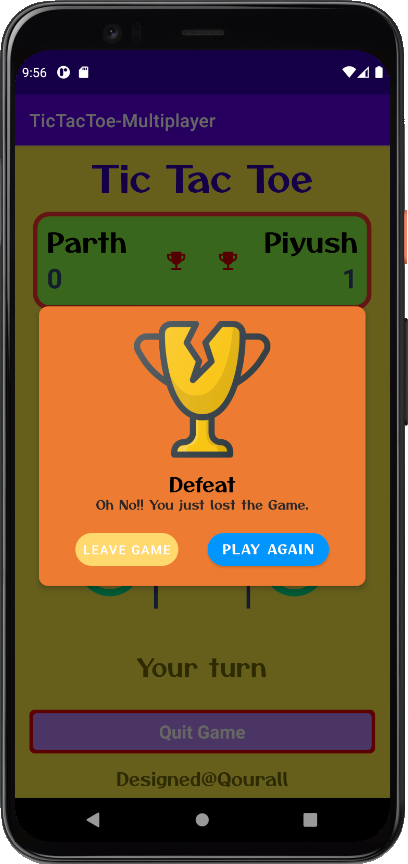 9:56
TicTacToe-Multiplayer
Tic Tac Toe
Parth Piyush
0 1
Defeat
Oh No!! You just lost the Game.
LEAVE GAME PLAY AGAIN
Your turn
Quit Game
Designed@Qourall